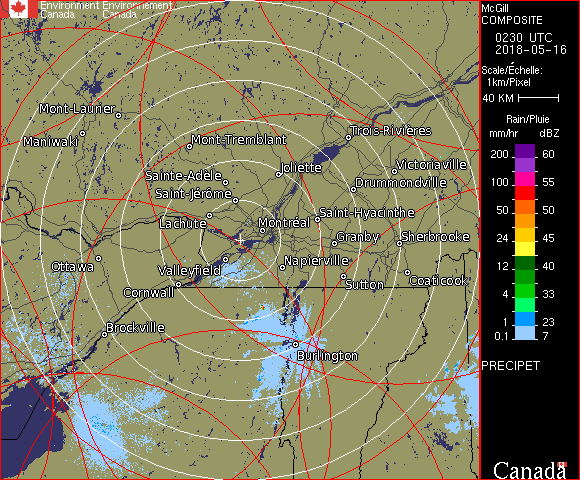 Environment Environnement
Canada Canada
McGill
COMPOSITE
0230 UTC
2018-05-16
Scale/Échelle:
1km/Pixel
40 KM
Rain/Pluie
mm/hr dBZ
200 60
100 55
50 50
24 45
12 40
4 33
1 23
0.1 7
PRECIPET
Canada
Mont-Laurier
Maniwaki
Mont-Tremblant
Trois-Rivières
Sainte-Adèle
Joliette
Victoriaville
Saint-Jérôme
Drummondville
Lachute
Montréal
Saint-Hyacinthe
Granby
Sherbrooke
Ottawa
Valleyfield
Napierville
Cornwall
Sutton
Coaticook
Brockville
Burlington